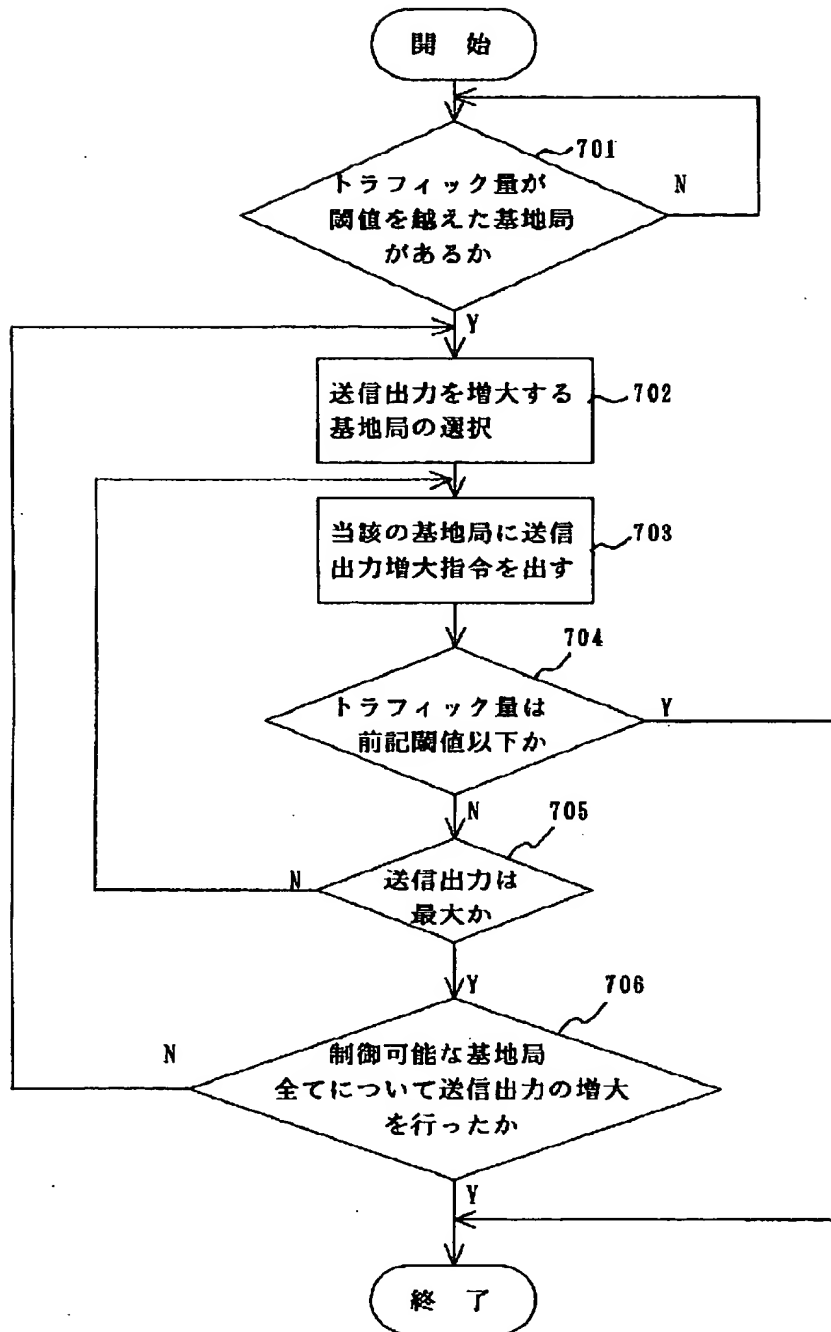 開 始
701
トラフィック量が
閾値を越えた基地局
があるか
N
Y
送信出力を増大する
基地局の選択
702
当該の基地局に送信
出力増大指令を出す
703
704
トラフィック量は
前記閾値以下か
Y
N
705
送信出力は
最大か
N
Y
706
制御可能な基地局
全てについて送信出力の増大
を行ったか
N
Y
終 了